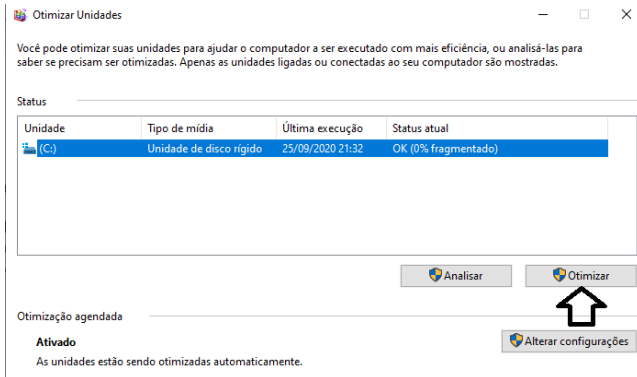 Otimizar Unidades
Você pode otimizar suas unidades para ajudar o computador a ser executado com mais eficiência, ou analisá-las para
saber se precisam ser otimizadas. Apenas as unidades ligadas ou conectadas ao seu computador são mostradas.
Status
Unidade Tipo de mídia Última execução Status atual
(C:) Unidade de disco rígido 25/09/2020 21:32 OK (0% fragmentado)
Analisar Otimizar
Otimização agendada
Ativado Alterar configurações
As unidades estão sendo otimizadas automaticamente.